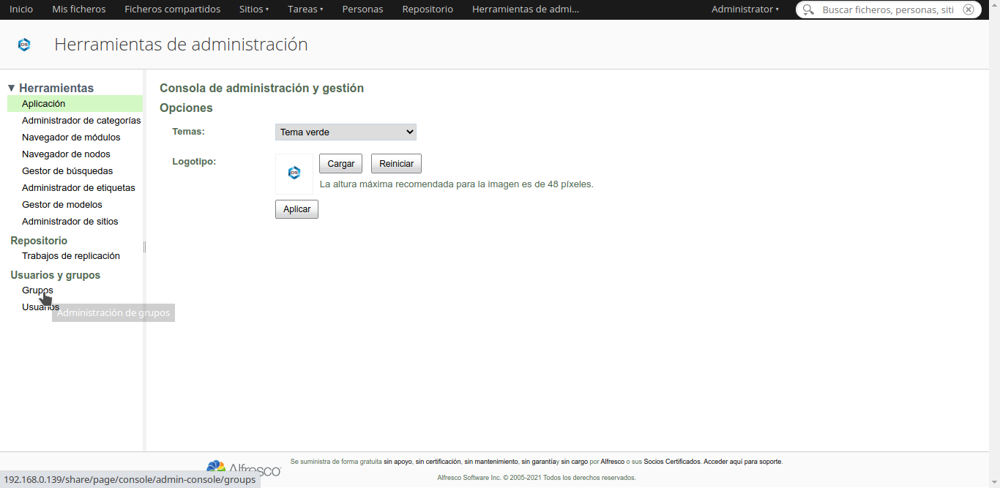 Inicio Mis ficheros Ficheros compartidos Sitios▾ Tareas▾ Personas Repositorio Herramientas de admi... Administrator▾ Buscar ficheros, personas, siti
DS Herramientas de administración
▼ Herramientas
Aplicación
Administrador de categorías
Navegador de módulos
Navegador de nodos
Gestor de búsquedas
Administrador de etiquetas
Gestor de modelos
Administrador de sitios
Repositorio
Trabajos de replicación
Usuarios y grupos
Grupos
Usuarios
Administración de grupos
Consola de administración y gestión
Opciones
Temas: Tema verde
Logotipo: DS Cargar Reiniciar
La altura máxima recomendada para la imagen es de 48 píxeles.
Aplicar
Alfresco
Se suministra de forma gratuita sin apoyo, sin certificación, sin mantenimiento, sin garantíay sin cargo por Alfresco o sus Socios Certificados. Acceder aquí para soporte.
Alfresco Software Inc. © 2005-2021 Todos los derechos reservados.
192.168.0.139/share/page/console/admin-console/groups